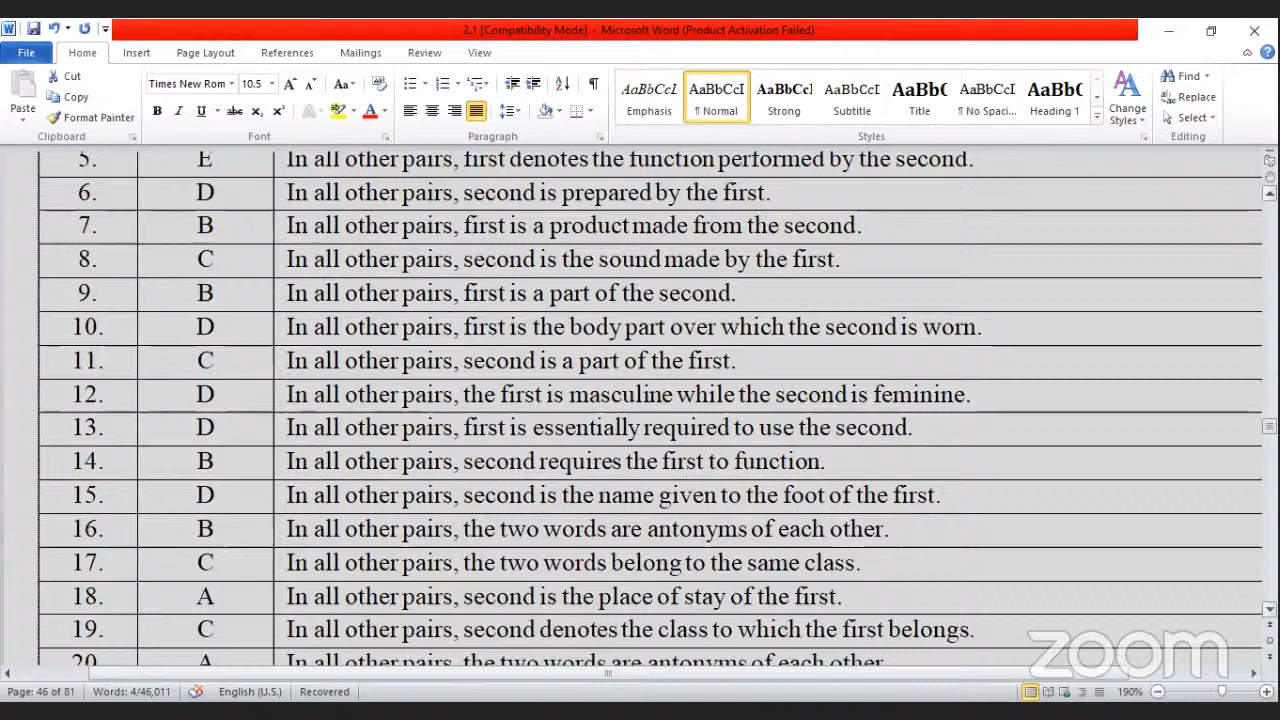 2.1 [Compatibility Mode] - Microsoft Word (Product Activation Failed)
File Home Insert Page Layout References Mailings Review View
Paste
Cut
Copy
Format Painter
Clipboard
Times New Rom 10.5
Font
Paragraph
AaBbCcI Emphasis
AaBbCcI ¶ Normal
AaBbCcI Strong
AaBbCcI Subtitle
AaBbC Title
AaBbCcI ¶ No Spaci...
AaBbC Heading 1
Change Styles
Styles
Find
Replace
Select
Editing
5. E In all other pairs, first denotes the function performed by the second.
6. D In all other pairs, second is prepared by the first.
7. B In all other pairs, first is a product made from the second.
8. C In all other pairs, second is the sound made by the first.
9. B In all other pairs, first is a part of the second.
10. D In all other pairs, first is the body part over which the second is worn.
11. C In all other pairs, second is a part of the first.
12. D In all other pairs, the first is masculine while the second is feminine.
13. D In all other pairs, first is essentially required to use the second.
14. B In all other pairs, second requires the first to function.
15. D In all other pairs, second is the name given to the foot of the first.
16. B In all other pairs, the two words are antonyms of each other.
17. C In all other pairs, the two words belong to the same class.
18. A In all other pairs, second is the place of stay of the first.
19. C In all other pairs, second denotes the class to which the first belongs.
20. A In all other pairs, the two words are antonyms of each other.
zoom
Page: 46 of 81 Words: 4/46,011 English (U.S.) Recovered 190%